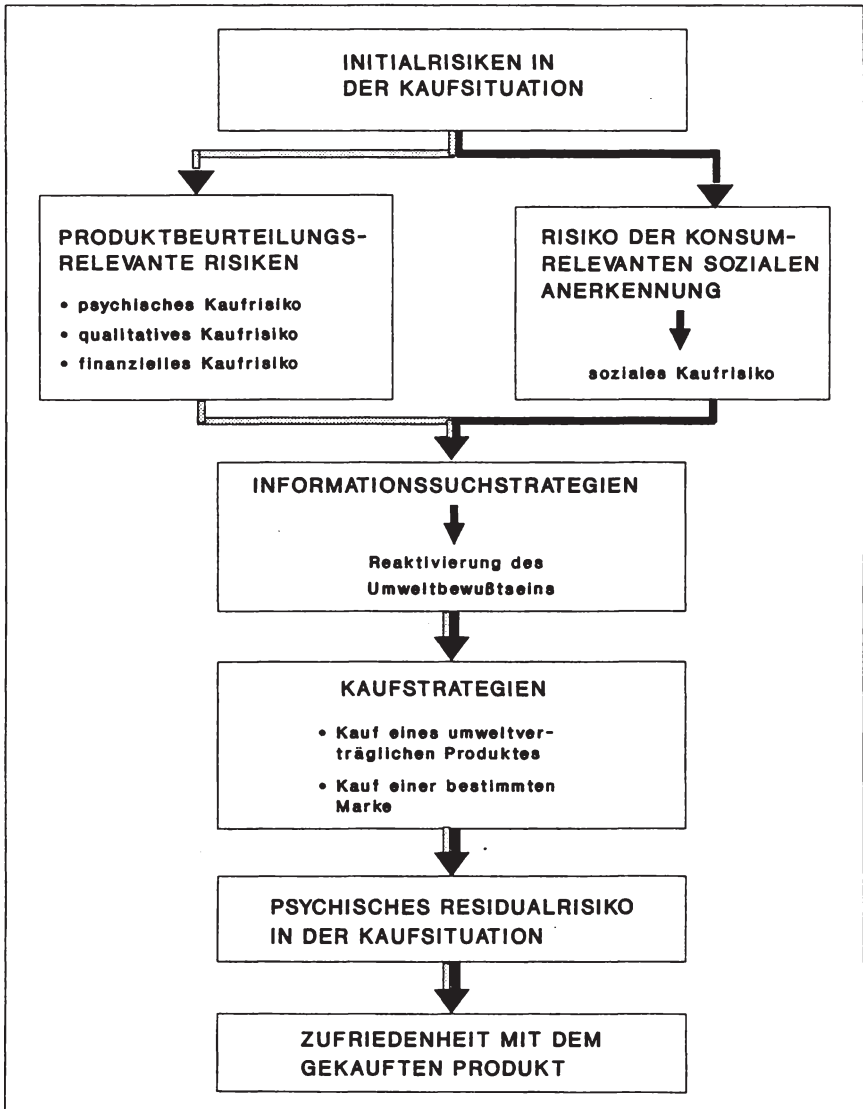 INITIALRISIKEN IN
DER KAUFSITUATION
PRODUKTBEURTEILUNGS-
RELEVANTE RISIKEN
• psychisches Kaufrisiko
• qualitatives Kaufrisiko
• finanzielles Kaufrisiko
RISIKO DER KONSUM-
RELEVANTEN SOZIALEN
ANERKENNUNG
soziales Kaufrisiko
INFORMATIONSSUCHSTRATEGIEN
Reaktivierung des
Umweltbewußtseins
KAUFSTRATEGIEN
• Kauf eines umweltver-
träglichen Produktes
• Kauf einer bestimmten
Marke
PSYCHISCHES RESIDUALRISIKO
IN DER KAUFSITUATION
ZUFRIEDENHEIT MIT DEM
GEKAUFTEN PRODUKT